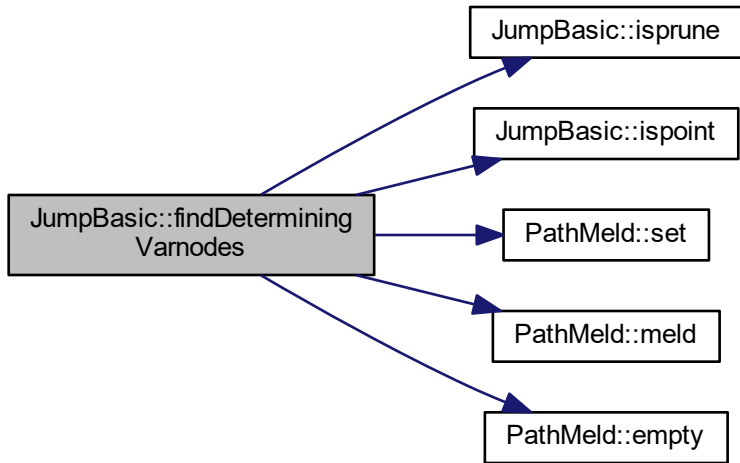 JumpBasic::isprune
JumpBasic::ispoint
JumpBasic::findDetermining
Varnodes
PathMeld::set
PathMeld::meld
PathMeld::empty